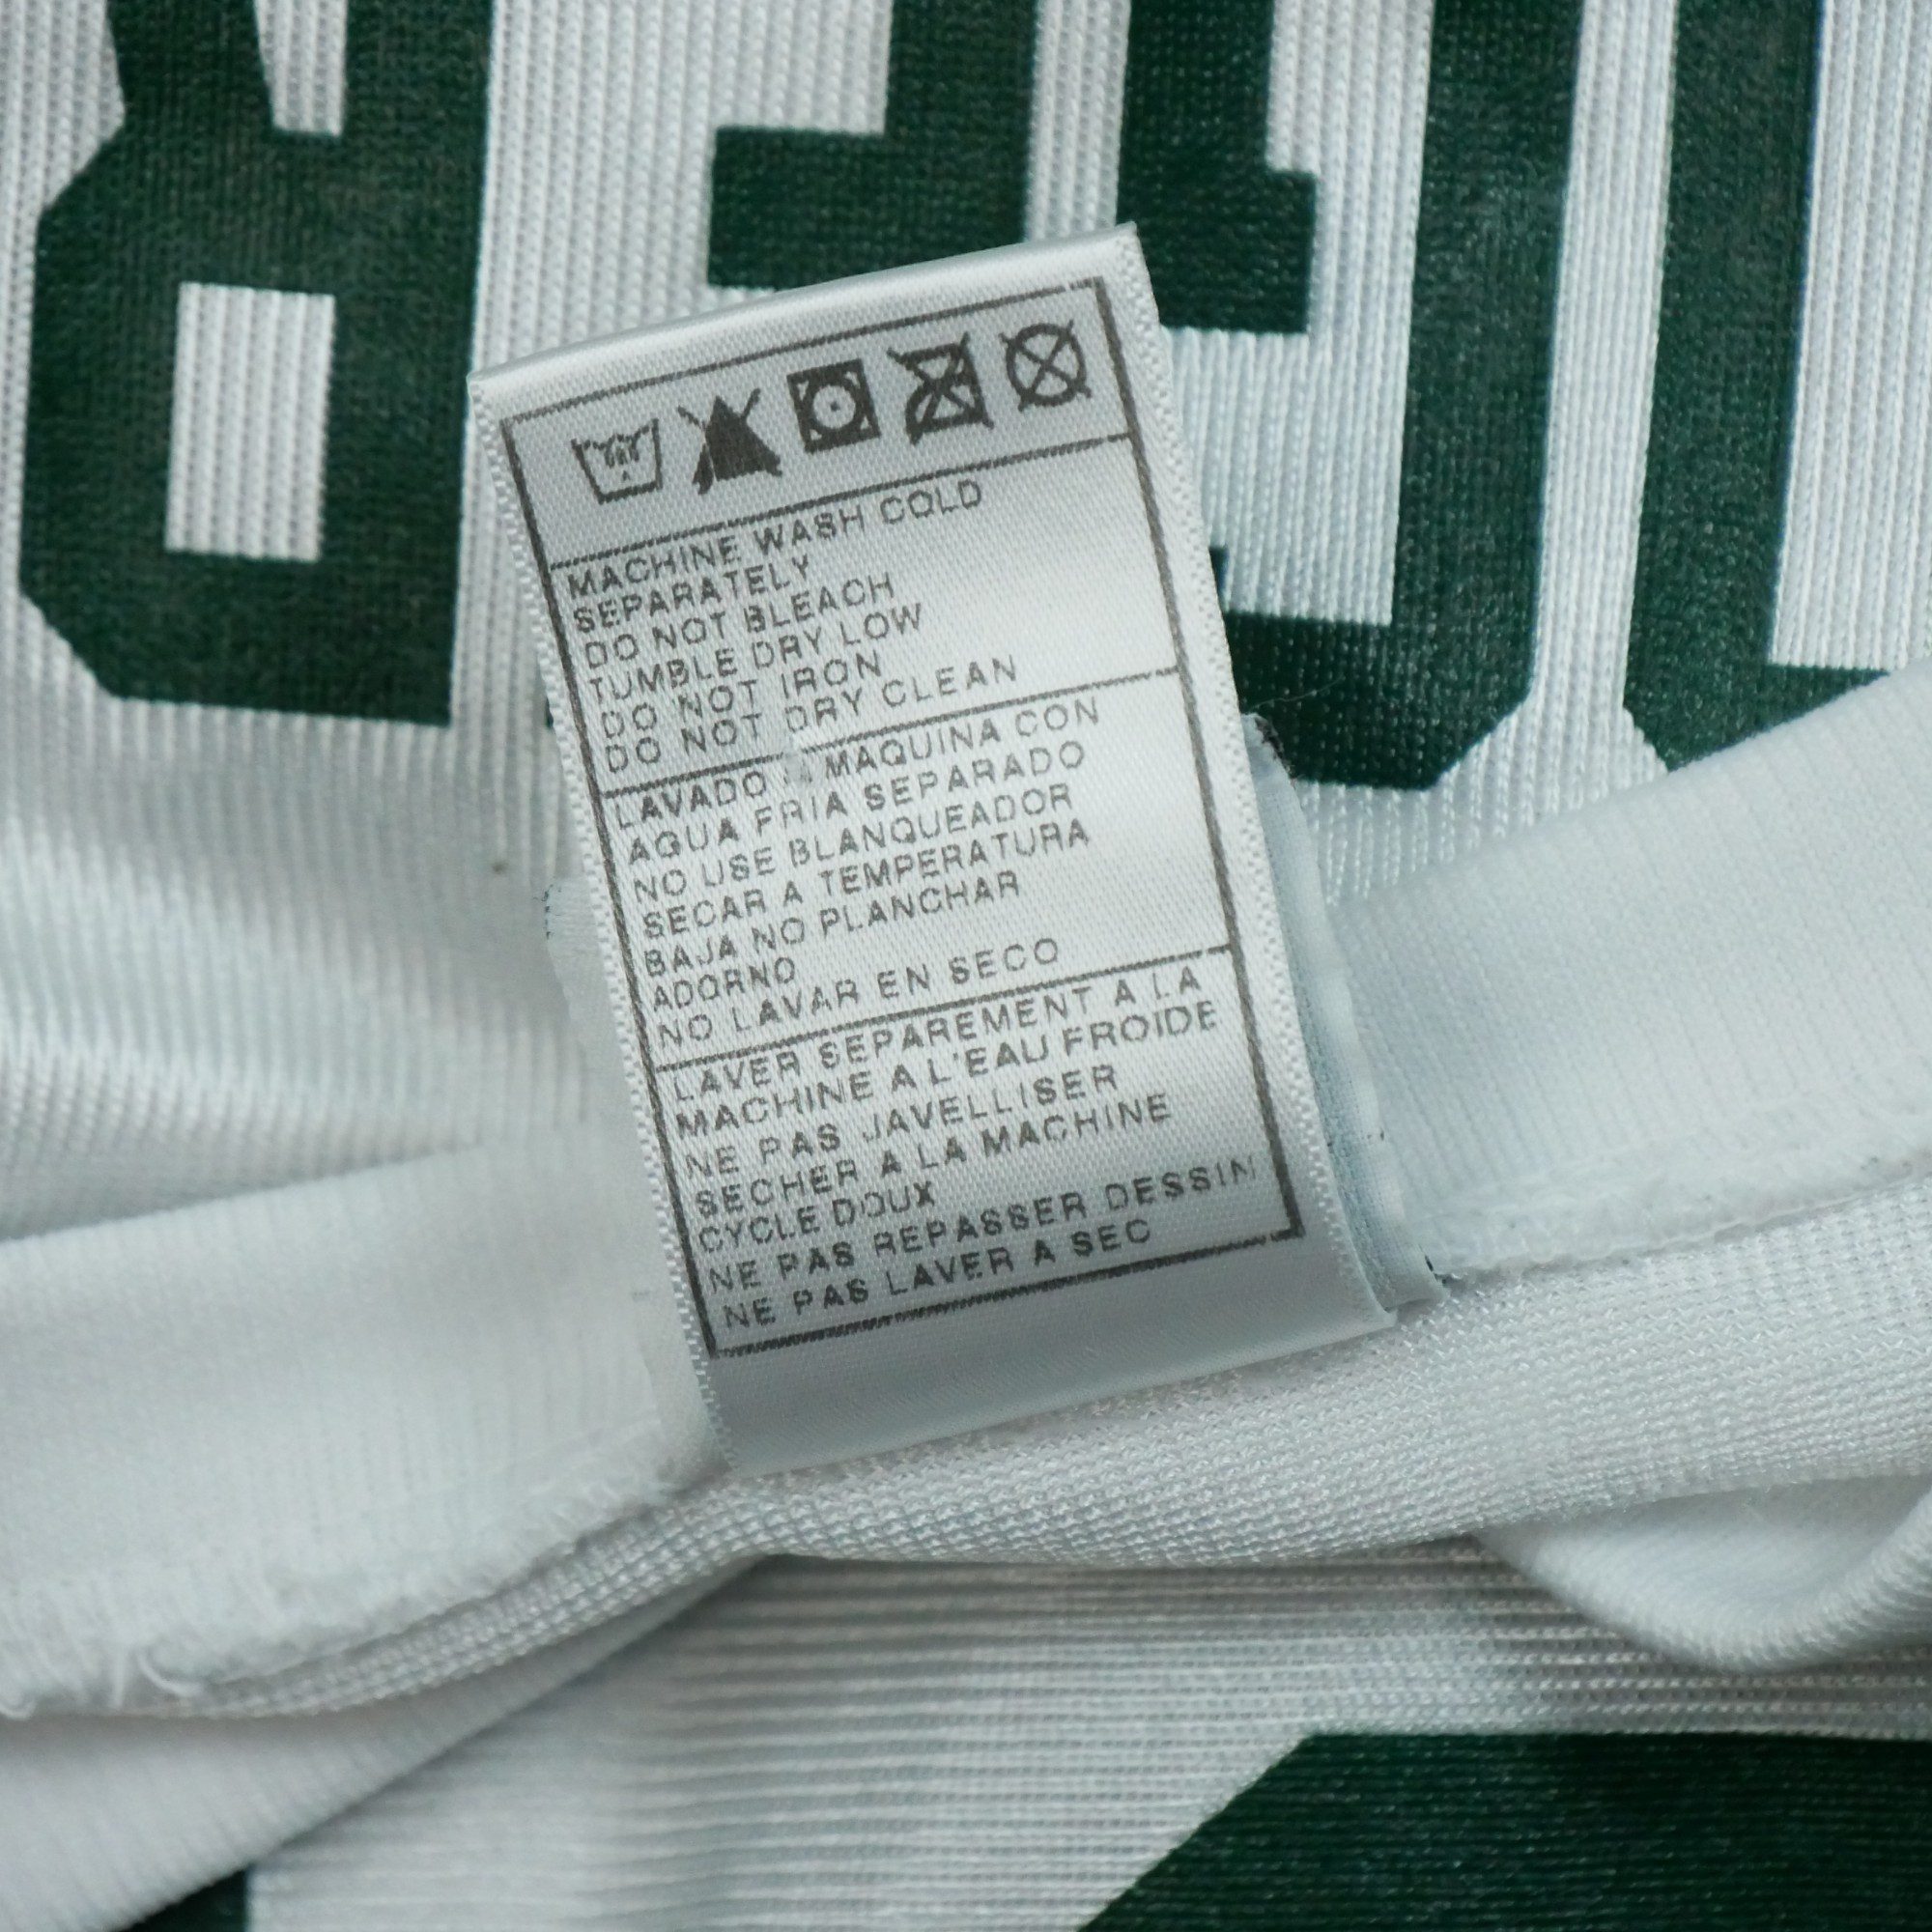 MACHINE WASH COLD
SEPARATELY
DO NOT BLEACH
TUMBLE DRY LOW
DO NOT IRON
DO NOT DRY CLEAN
LAVADO MAQUINA CON
AGUA FRIA SEPARADO
NO USE BLANQUEADOR
SECAR A TEMPERATURA
BAJA NO PLANCHAR
ADORNO
NO LAVAR EN SECO
LAVER SEPAREMENT A LA
MACHINE A L'EAU FROIDE
NE PAS JAVELLISER
SECHER A LA MACHINE
CYCLE DOUX
NE PAS REPASSER DESSIN
NE PAS LAVER A SEC